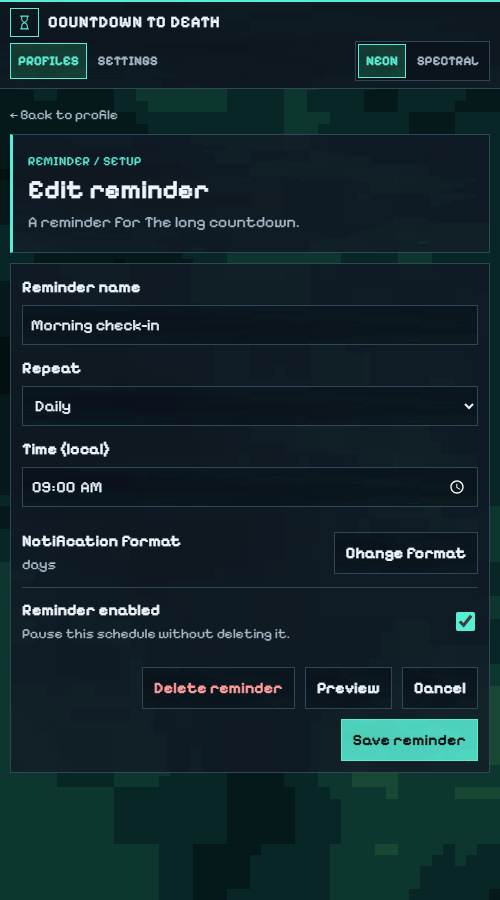 COUNTDOWN TO DEATH
PROFILES SETTINGS NEON SPECTRAL
← Back to profile
REMINDER / SETUP
Edit reminder
A reminder for The long countdown.
Reminder name
Morning check-in
Repeat
Daily
Time (local)
09:00 AM
Notification format
days
Change format
Reminder enabled
Pause this schedule without deleting it.
Delete reminder Preview Cancel
Save reminder